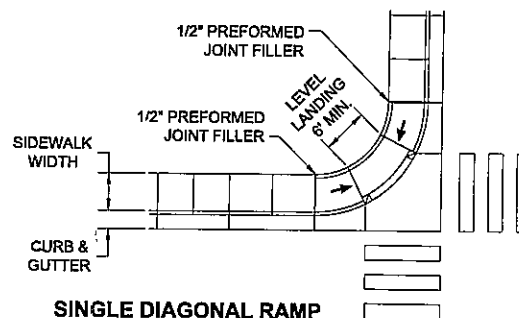 1/2" PREFORMED
JOINT FILLER
LEVEL
LANDING
6' MIN.
1/2" PREFORMED
JOINT FILLER
SIDEWALK
WIDTH
CURB &
GUTTER
SINGLE DIAGONAL RAMP